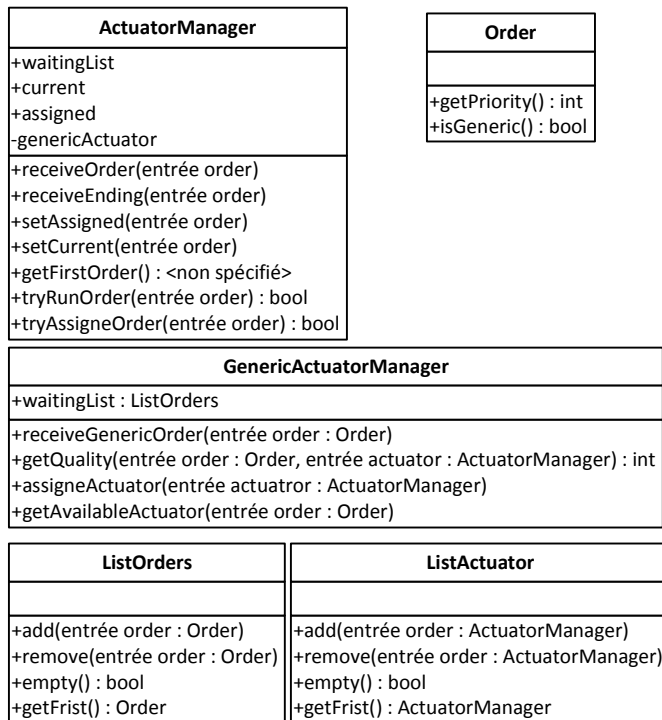 ActuatorManager
+waitingList
+current
+assigned
-genericActuator
+receiveOrder(entrée order)
+receiveEnding(entrée order)
+setAssigned(entrée order)
+setCurrent(entrée order)
+getFirstOrder() : <non spécifié>
+tryRunOrder(entrée order) : bool
+tryAssigneOrder(entrée order) : bool
Order
+getPriority() : int
+isGeneric() : bool
GenericActuatorManager
+waitingList : ListOrders
+receiveGenericOrder(entrée order : Order)
+getQuality(entrée order : Order, entrée actuator : ActuatorManager) : int
+assigneActuator(entrée actuatror : ActuatorManager)
+getAvailableActuator(entrée order : Order)
ListOrders
+add(entrée order : Order)
+remove(entrée order : Order)
+empty() : bool
+getFrist() : Order
ListActuator
+add(entrée order : ActuatorManager)
+remove(entrée order : ActuatorManager)
+empty() : bool
+getFrist() : ActuatorManager